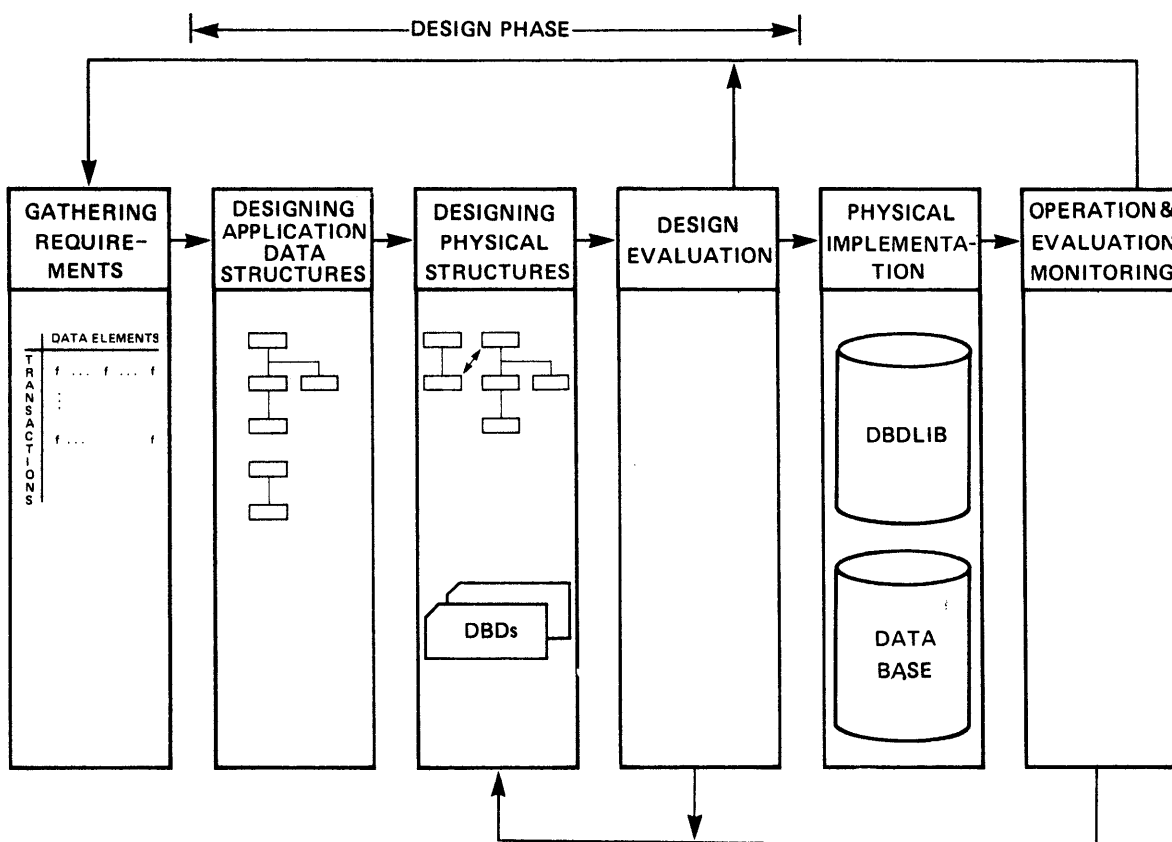 DESIGN PHASE
GATHERING
REQUIRE-
MENTS
DESIGNING
APPLICATION
DATA
STRUCTURES
DESIGNING
PHYSICAL
STRUCTURES
DESIGN
EVALUATION
PHYSICAL
IMPLEMENTA-
TION
OPERATION &
EVALUATION
MONITORING
DATA ELEMENTS
TRANSACTIONS
f ... f ... f
⋮
f ... f
DBDs
DBDLIB
DATA
BASE